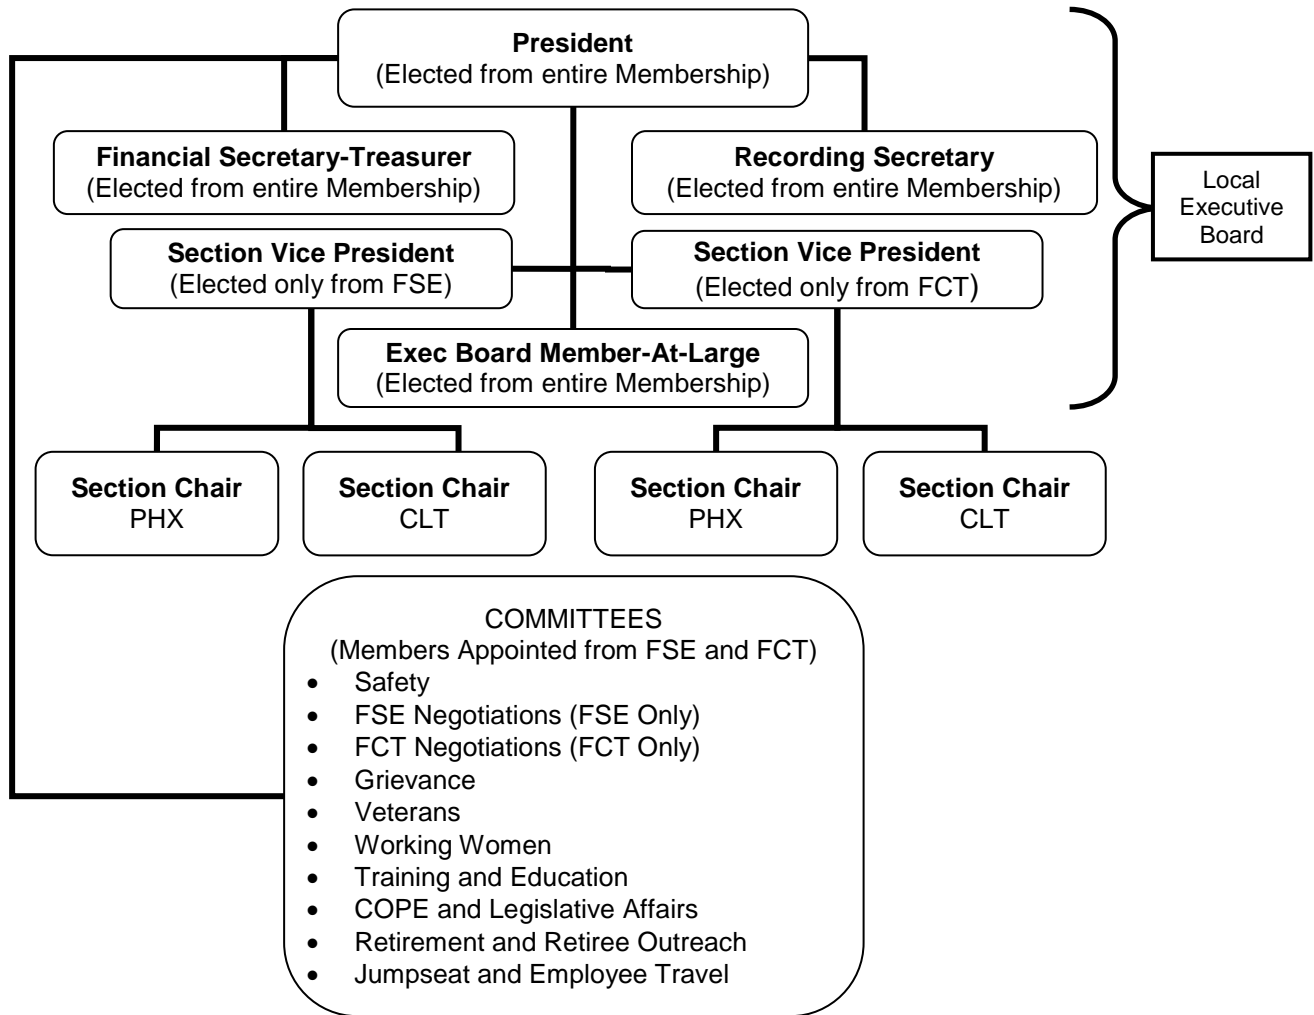 President
(Elected from entire Membership)
Financial Secretary-Treasurer
(Elected from entire Membership)
Recording Secretary
(Elected from entire Membership)
Local
Executive
Board
Section Vice President
(Elected only from FSE)
Section Vice President
(Elected only from FCT)
Exec Board Member-At-Large
(Elected from entire Membership)
Section Chair
PHX
Section Chair
CLT
Section Chair
PHX
Section Chair
CLT
COMMITTEES
(Members Appointed from FSE and FCT)
• Safety
• FSE Negotiations (FSE Only)
• FCT Negotiations (FCT Only)
• Grievance
• Veterans
• Working Women
• Training and Education
• COPE and Legislative Affairs
• Retirement and Retiree Outreach
• Jumpseat and Employee Travel